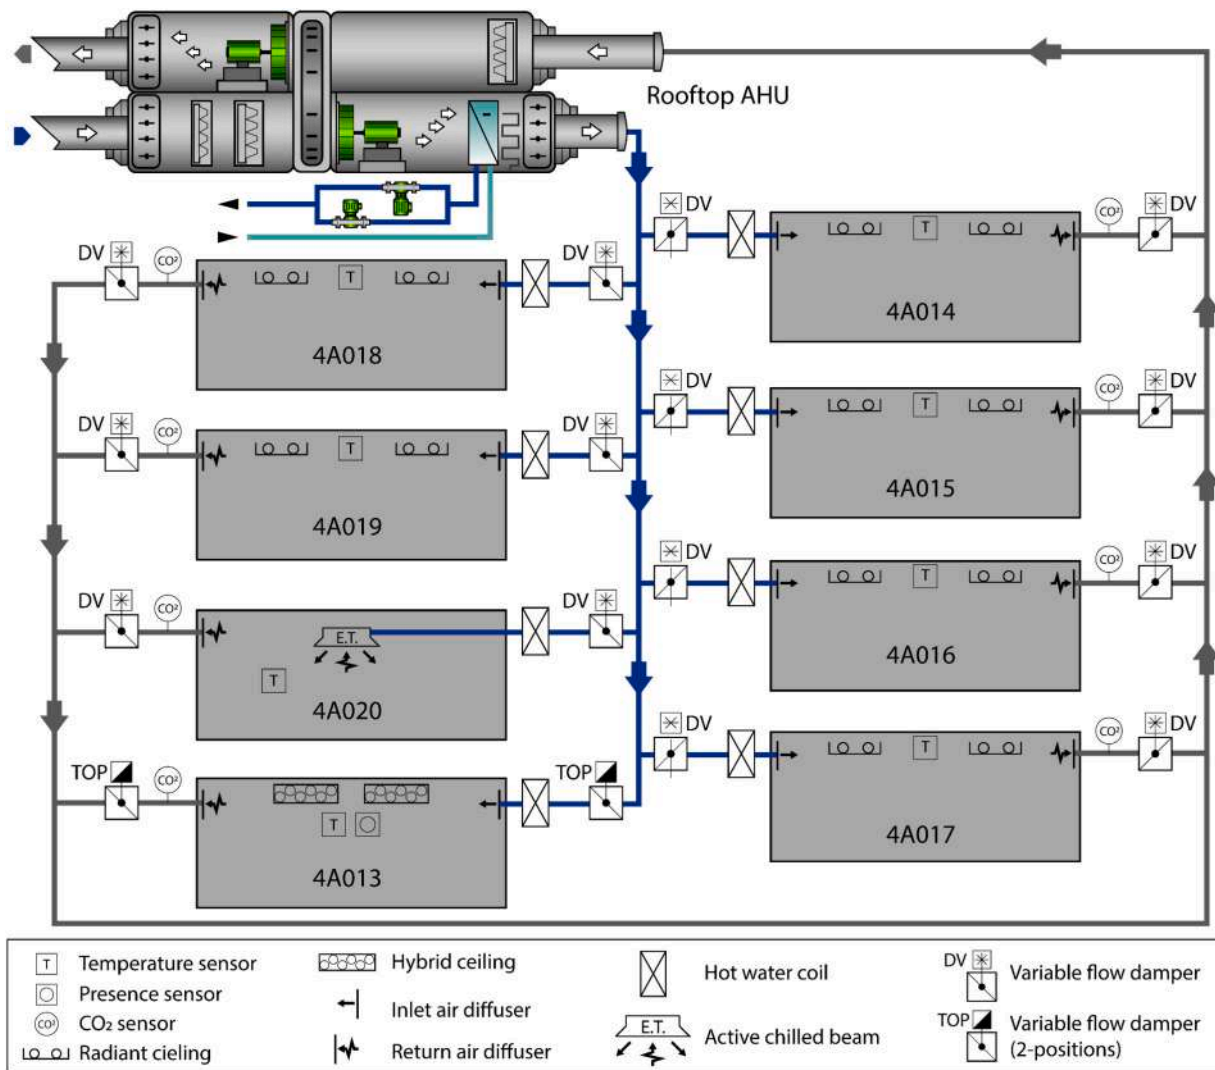 Rooftop AHU
DV
DV
DV
CO²
DV
CO²
T
T
4A014
4A018
DV
DV
DV
CO²
DV
CO²
T
T
4A015
4A019
DV
DV
DV
CO²
DV
CO²
E.T.
T
T
4A016
4A020
DV
CO²
DV
TOP
CO²
TOP
T
T
4A017
4A013
T Temperature sensor
Presence sensor
CO² CO₂ sensor
Radiant cieling
Hybrid ceiling
Inlet air diffuser
Return air diffuser
Hot water coil
E.T. Active chilled beam
DV Variable flow damper
TOP Variable flow damper
(2-positions)